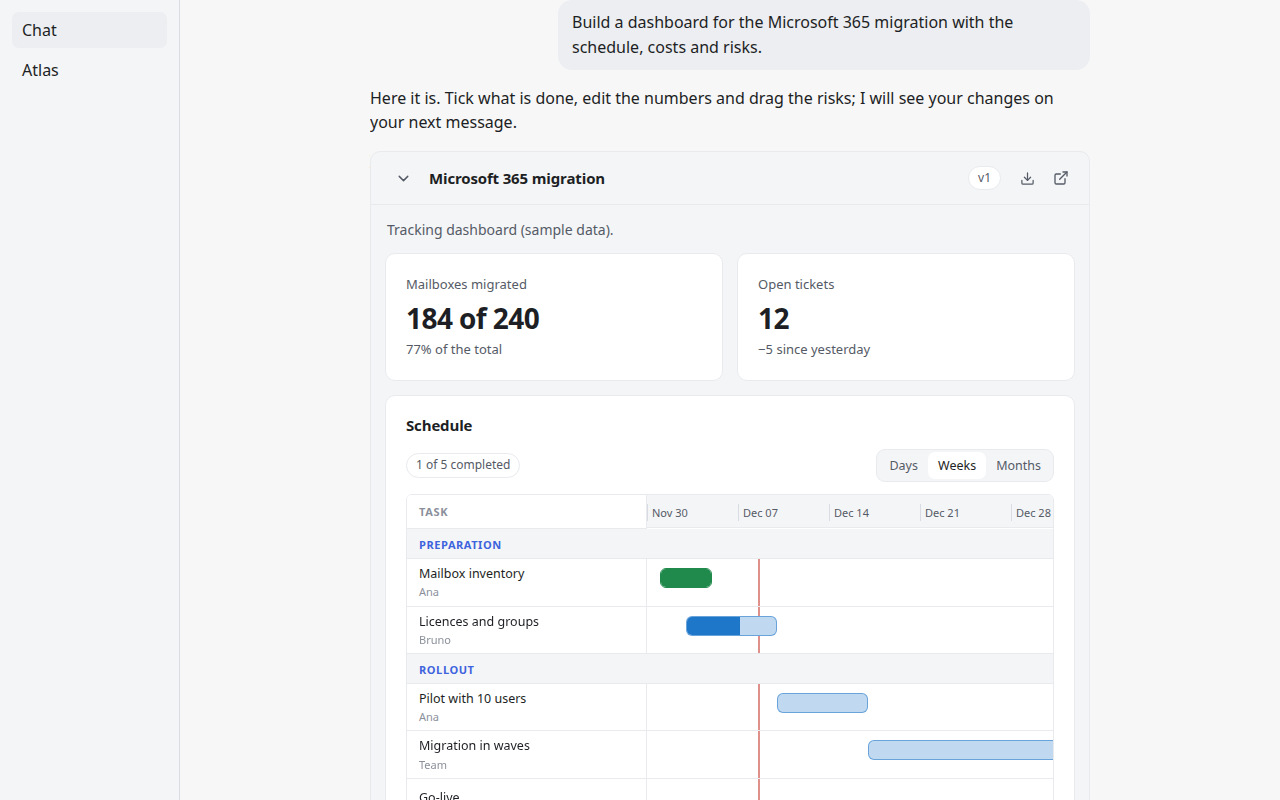 Chat
Atlas
Build a dashboard for the Microsoft 365 migration with the
schedule, costs and risks.
Here it is. Tick what is done, edit the numbers and drag the risks; I will see your changes on
your next message.
Microsoft 365 migration
v1
Tracking dashboard (sample data).
Mailboxes migrated
184 of 240
77% of the total
Open tickets
12
−5 since yesterday
Schedule
1 of 5 completed
Days
Weeks
Months
TASK
Nov 30
Dec 07
Dec 14
Dec 21
Dec 28
PREPARATION
Mailbox inventory
Ana
Licences and groups
Bruno
ROLLOUT
Pilot with 10 users
Ana
Migration in waves
Team
Go-live